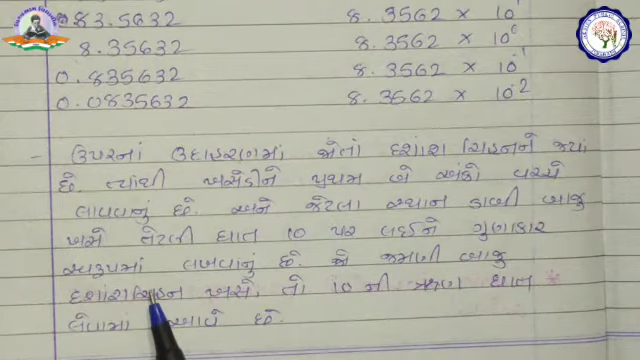 83.5632 8.3562 × 10¹
8.35632 8.3562 × 10⁰
0.835632 8.3562 × 10⁻¹
0.0835632 8.3562 × 10⁻²
- ઉપરનાં ઉદાહરણમાં જોતાં દશાંશ ચિહ્નને જ્યાં
છે. ત્યાંથી ખસેડીને પ્રથમ બે અંકો વચ્ચે
લાવવાનું છે. અને જેટલા સ્થાન ડાબી બાજુ
ખસે તેટલી ઘાત 10 પર લઈને ગુણાકાર
સ્વરૂપમાં લખવાનું છે. જો જમણી બાજુ
દશાંશચિહ્ન ખસે, તો 10 ની ઋણ ઘાત
લેવામાં આવે છે.